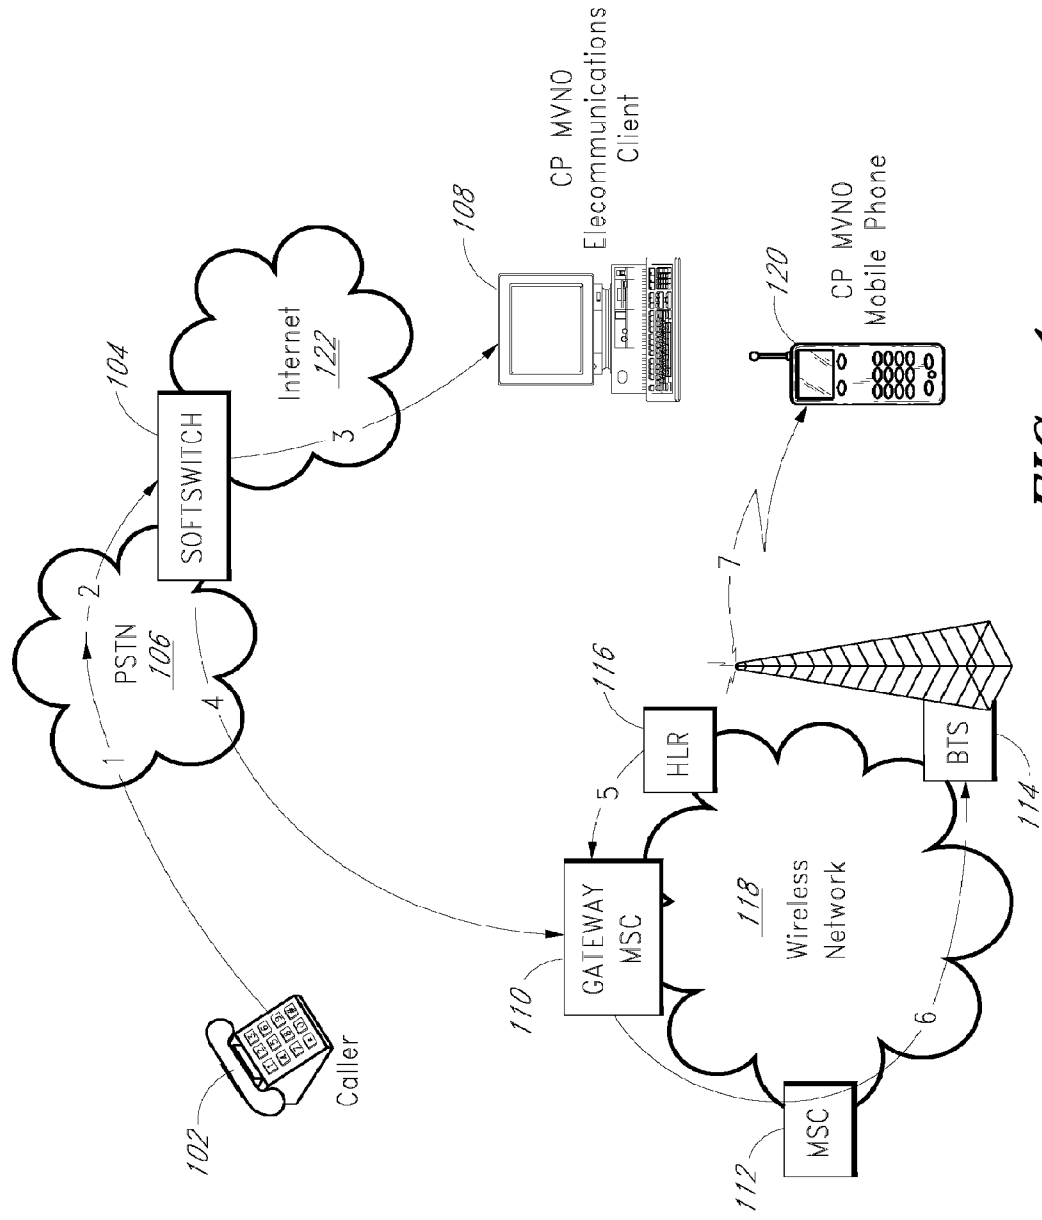 102
Caller
1
PSTN
106
2
SOFTSWITCH
104
Internet
122
3
4
108
CP MVNO
Elecommunications
Client
110
GATEWAY
MSC
5
116
HLR
112
MSC
118
Wireless
Network
6
BTS
114
7
120
CP MVNO
Mobile Phone